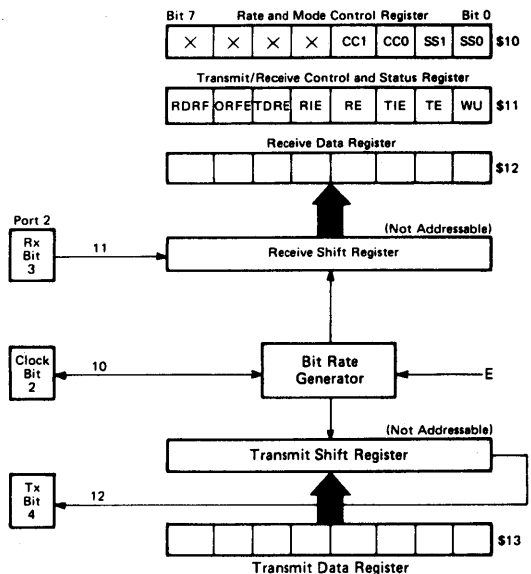 Bit 7 Rate and Mode Control Register Bit 0
X X X X CC1 CC0 SS1 SS0 $10
Transmit/Receive Control and Status Register
RDRF ORFE TDRE RIE RE TIE TE WU $11
Receive Data Register
$12
Port 2
(Not Addressable)
Rx
Bit
3
11
Receive Shift Register
Clock
Bit
2
10
Bit Rate
Generator
E
(Not Addressable)
Transmit Shift Register
Tx
Bit
4
12
$13
Transmit Data Register